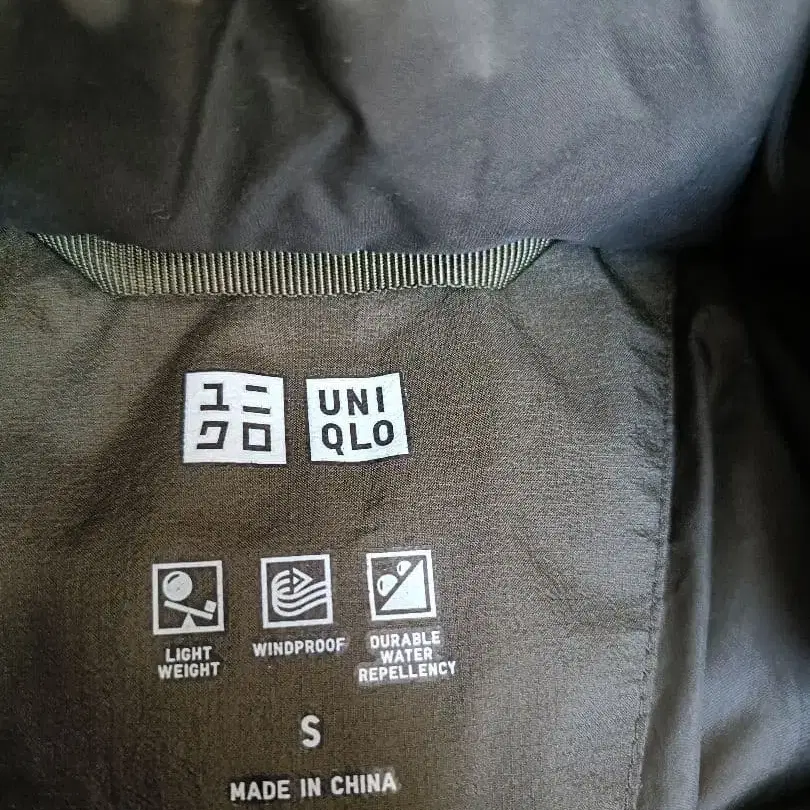 ユニ
クロ
UNI
QLO
LIGHT
WEIGHT
WINDPROOF
DURABLE
WATER
REPELLENCY
S
MADE IN CHINA